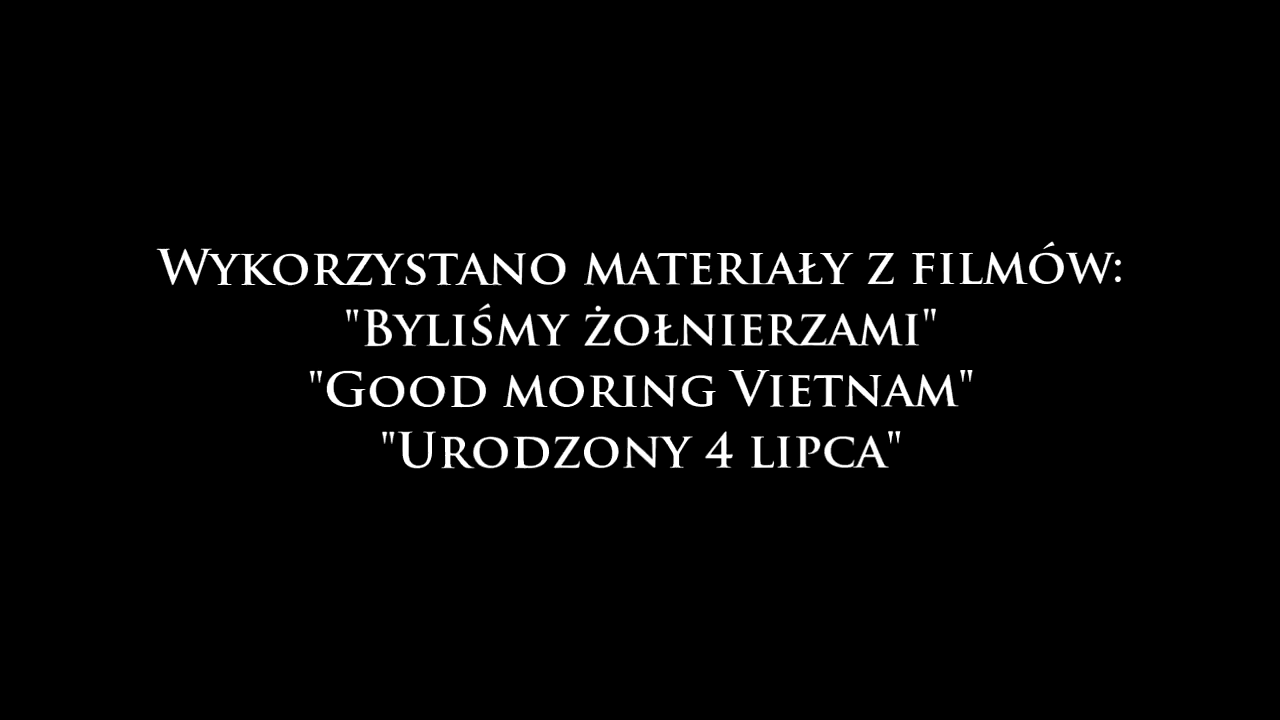 Wykorzystano materiały z filmów:
"Byliśmy żołnierzami"
"Good moring Vietnam"
"Urodzony 4 lipca"